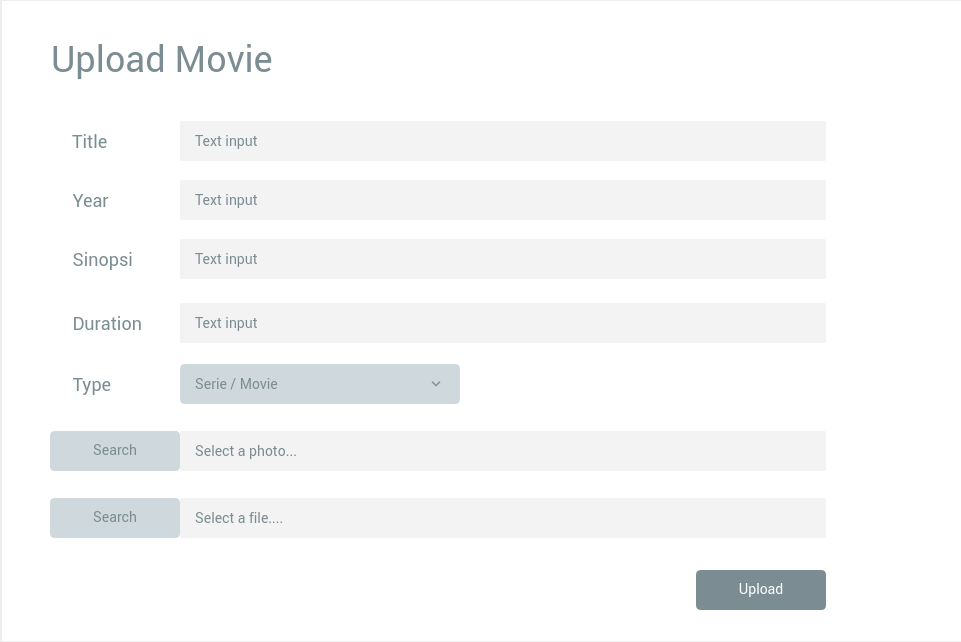 Upload Movie
Title Text input
Year Text input
Sinopsi Text input
Duration Text input
Type Serie / Movie
Search Select a photo...
Search Select a file....
Upload